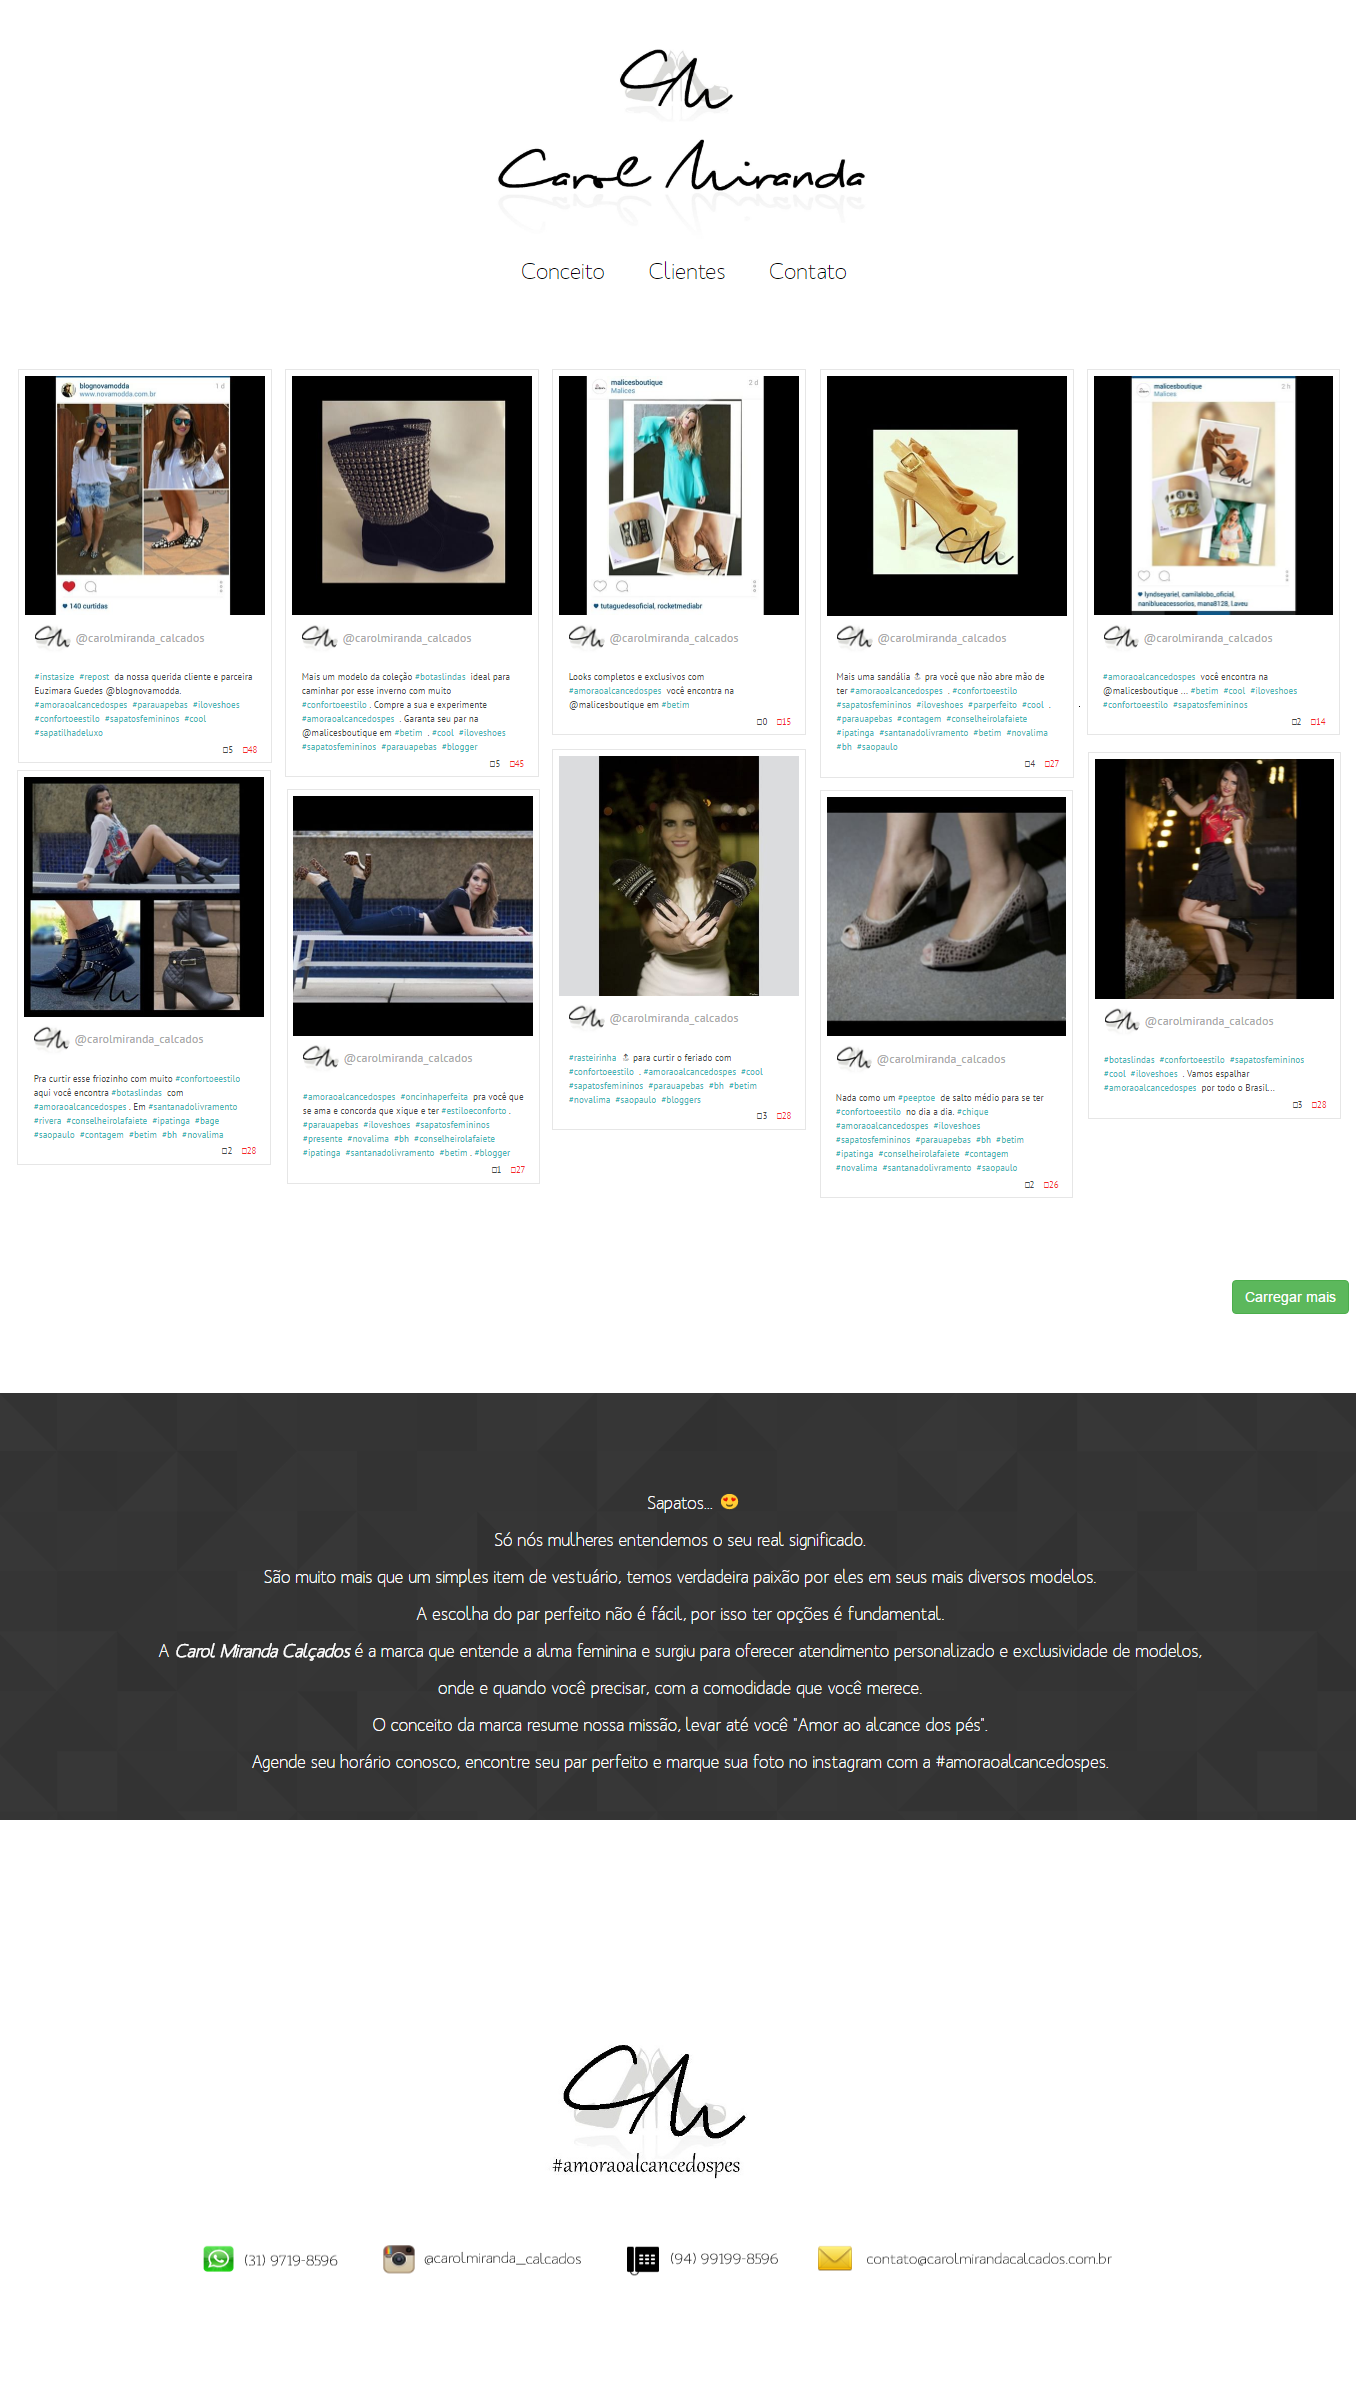 CM
Carol Miranda
Conceito Clientes Contato
blognovamodda 1 d
www.novamodda.com.br
140 curtidas
@carolmiranda_calcados
#instasize #repost da nossa querida cliente e parceira
Euzimara Guedes @blognovamodda.
#amoraoalcancedospes #parauapebas #iloveshoes
#confortoeestilo #sapatosfemininos #cool
#sapatilhadeluxo
5 48
@carolmiranda_calcados
Mais um modelo da coleção #botaslindas ideal para
caminhar por esse inverno com muito
#confortoeestilo . Compre a sua e experimente
#amoraoalcancedospes . Garanta seu par na
@malicesboutique em #betim . #cool #iloveshoes
#sapatosfemininos #parauapebas #blogger
5 45
malicesboutique 2 d
Malices
tutaguedesoficial, rocketmediabr
@carolmiranda_calcados
Looks completos e exclusivos com
#amoraoalcancedospes você encontra na
@malicesboutique em #betim
0 15
CM
@carolmiranda_calcados
Mais uma sandália pra você que não abre mão de
ter #amoraoalcancedospes . #confortoeestilo
#sapatosfemininos #iloveshoes #parperfeito #cool .
#parauapebas #contagem #conselheirolafaiete
#ipatinga #santanadolivramento #betim #novalima
#bh #saopaulo
4 27
malicesboutique 2 h
Malices
lyndseyariel, camilalobo_oficial,
naniblueacessorios, mana8128, l.aveu
@carolmiranda_calcados
#amoraoalcancedospes você encontra na
@malicesboutique ... #betim #cool #iloveshoes
#confortoeestilo #sapatosfemininos
2 14
@carolmiranda_calcados
Pra curtir esse friozinho com muito #confortoeestilo
aqui você encontra #botaslindas com
#amoraoalcancedospes . Em #santanadolivramento
#rivera #conselheirolafaiete #ipatinga #bage
#saopaulo #contagem #betim #bh #novalima
2 28
@carolmiranda_calcados
#amoraoalcancedospes #oncinhaperfeita pra você que
se ama e concorda que xique e ter #estiloeconforto .
#parauapebas #iloveshoes #sapatosfemininos
#presente #novalima #bh #conselheirolafaiete
#ipatinga #santanadolivramento #betim . #blogger
1 27
@carolmiranda_calcados
#rasteirinha para curtir o feriado com
#confortoeestilo . #amoraoalcancedospes #cool
#sapatosfemininos #parauapebas #bh #betim
#novalima #saopaulo #bloggers
3 28
@carolmiranda_calcados
Nada como um #peeptoe de salto médio para se ter
#confortoeestilo no dia a dia. #chique
#amoraoalcancedospes #iloveshoes
#sapatosfemininos #parauapebas #bh #betim
#ipatinga #conselheirolafaiete #contagem
#novalima #santanadolivramento #saopaulo
2 26
@carolmiranda_calcados
#botaslindas #confortoeestilo #sapatosfemininos
#cool #iloveshoes . Vamos espalhar
#amoraoalcancedospes por todo o Brasil...
3 28
Carregar mais
Sapatos... 😍
Só nós mulheres entendemos o seu real significado.
São muito mais que um simples item de vestuário, temos verdadeira paixão por eles em seus mais diversos modelos.
A escolha do par perfeito não é fácil, por isso ter opções é fundamental.
A Carol Miranda Calçados é a marca que entende a alma feminina e surgiu para oferecer atendimento personalizado e exclusividade de modelos,
onde e quando você precisar, com a comodidade que você merece.
O conceito da marca resume nossa missão, levar até você "Amor ao alcance dos pés".
Agende seu horário conosco, encontre seu par perfeito e marque sua foto no instagram com a #amoraoalcancedospes.
CM
#amoraoalcancedospes
(31) 9719-8596 @carolmiranda_calcados (94) 99199-8596 contato@carolmirandacalcados.com.br